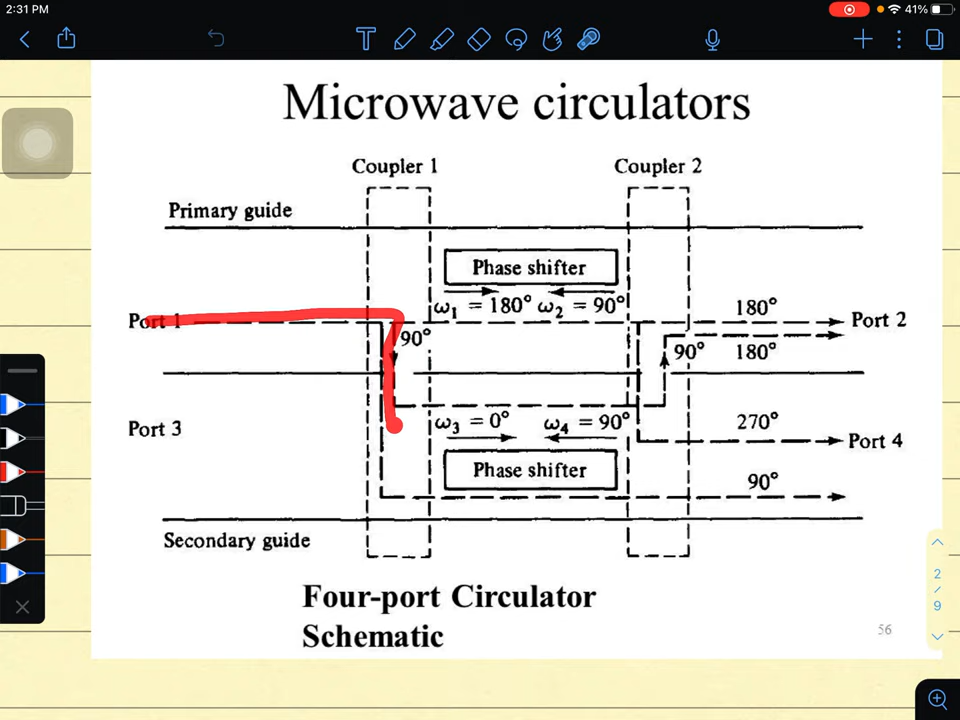 2:31 PM
41%
T
Microwave circulators
Coupler 1
Coupler 2
Primary guide
Phase shifter
ω1 = 180° ω2 = 90°
180°
Port 1
Port 2
90°
90°
180°
Port 3
ω3 = 0°
ω4 = 90°
270°
Port 4
Phase shifter
90°
Secondary guide
Four-port Circulator
Schematic
2
/
9
56